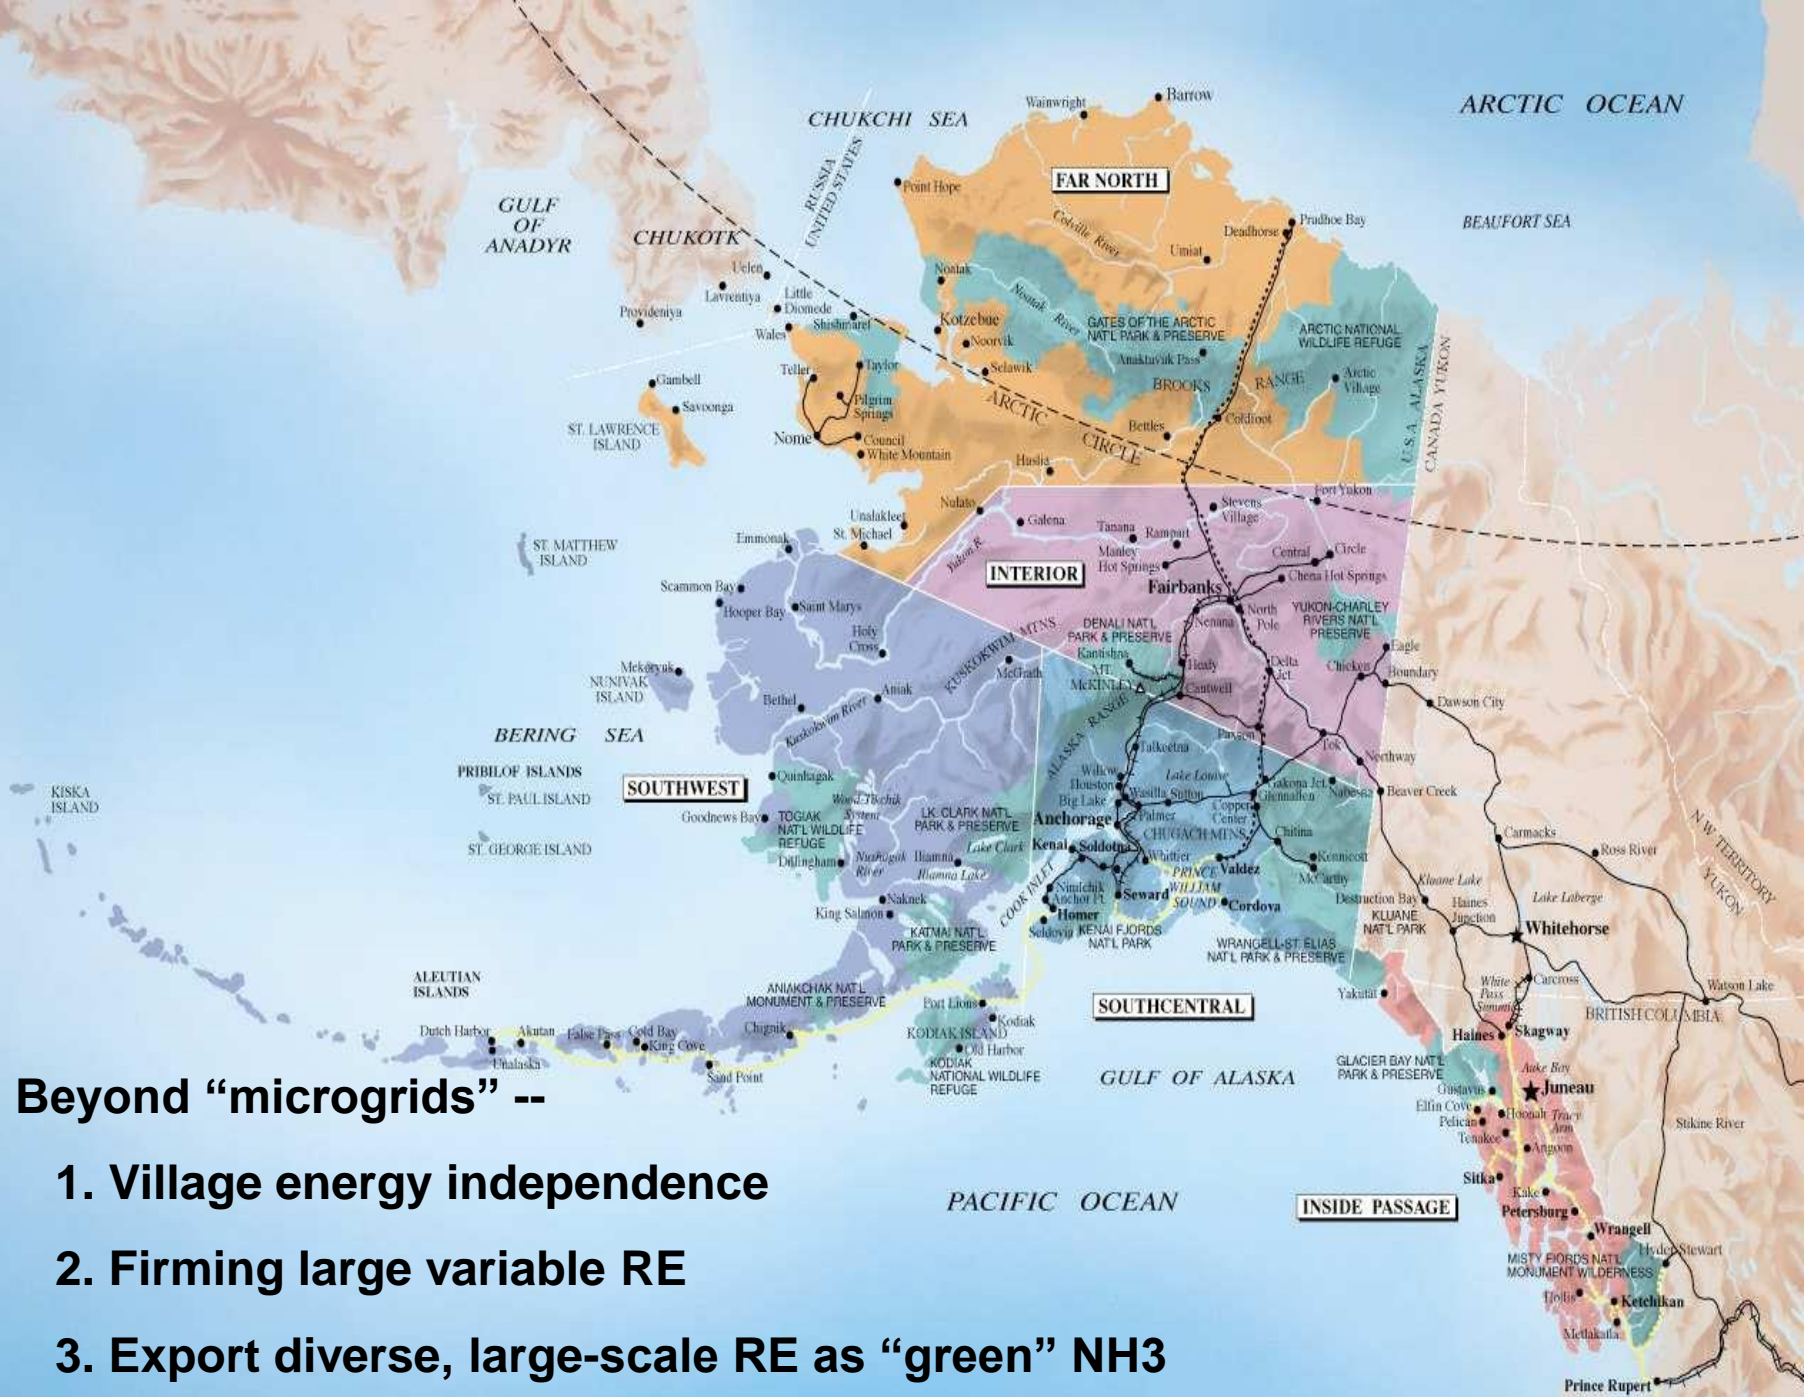 Barrow
Wainwright
ARCTIC OCEAN
CHUKCHI SEA
RUSSIA
UNITED STATES
FAR NORTH
Point Hope
GULF
OF
ANADYR
CHUKOTK
Colville River
Prudhoe Bay
Deadhorse
BEAUFORT SEA
Umiat
Uelen
Lavrentiya
Little
Diomede
Noatak
Noatak River
Provideniya
Wales
Shishmaref
Kotzebue
Noorvik
GATES OF THE ARCTIC
NAT'L PARK & PRESERVE
ARCTIC NATIONAL
WILDLIFE REFUGE
Anaktuvuk Pass
U.S.A. ALASKA
CANADA YUKON
Teller
Taylor
Selawik
BROOKS RANGE
Arctic
Village
Gambell
Savoonga
Pilgrim
Springs
ARCTIC CIRCLE
Bettles
Coldfoot
ST. LAWRENCE
ISLAND
Nome
Council
White Mountain
Huslia
Nulato
Fort Yukon
Stevens
Village
Unalakleet
Galena
Tanana
Rampart
Emmonak
St. Michael
ST. MATTHEW
ISLAND
Yukon R.
Manley
Hot Springs
Central
Circle
INTERIOR
Chena Hot Springs
Fairbanks
Scammon Bay
Hooper Bay
Saint Marys
North
Pole
Nenana
YUKON-CHARLEY
RIVERS NAT'L
PRESERVE
DENALI NAT'L
PARK & PRESERVE
Holy
Cross
KUSKOKWIM MTNS
Kantishna
MT.
McKINLEY
Eagle
Mekoryuk
NUNIVAK
ISLAND
McGrath
Healy
Delta
Jct.
Chicken
Boundary
Bethel
Aniak
Cantwell
Dawson City
Kuskokwim River
ALASKA RANGE
BERING SEA
Paxson
Tok
Talkeetna
Northway
PRIBILOF ISLANDS
ST. PAUL ISLAND
SOUTHWEST
Quinhagak
Willow
Houston
Big Lake
Lake Louise
Gakona Jct.
Glennallen
Nabesna
Beaver Creek
KISKA
ISLAND
Wasilla
Sutton
Goodnews Bay
TOGIAK
NAT'L WILDLIFE
REFUGE
Wood-Tikchik
System
LK. CLARK NAT'L
PARK & PRESERVE
Anchorage
Palmer
Copper
Center
CHUGACH MTNS
Chitina
Carmacks
N W TERRITORY
YUKON
ST. GEORGE ISLAND
Dillingham
Nushagak
River
Iliamna
Lake Clark
Iliamna Lake
Kenai
Soldotna
Whittier
Valdez
Kennicott
McCarthy
Ross River
PRINCE
WILLIAM
SOUND
Kluane Lake
Naknek
King Salmon
COOK INLET
Ninilchik
Anchor Pt.
Homer
Seldovia
Seward
Cordova
Destruction Bay
KLUANE
NAT'L PARK
Haines
Junction
Lake Laberge
Whitehorse
KATMAI NAT'L
PARK & PRESERVE
KENAI FJORDS
NAT'L PARK
WRANGELL-ST. ELIAS
NAT'L PARK & PRESERVE
ALEUTIAN
ISLANDS
ANIAKCHAK NAT'L
MONUMENT & PRESERVE
Port Lions
SOUTHCENTRAL
Yakutat
White
Pass
Summit
Carcross
Watson Lake
BRITISH COLUMBIA
Dutch Harbor
Akutan
False Pass
Cold Bay
King Cove
Chignik
Kodiak
KODIAK ISLAND
Old Harbor
Haines
Skagway
Unalaska
Sand Point
KODIAK
NATIONAL WILDLIFE
REFUGE
GULF OF ALASKA
GLACIER BAY NAT'L
PARK & PRESERVE
Auke Bay
Juneau
Gustavus
Elfin Cove
Pelican
Tenakee
Hoonah
Tracy
Arm
Angoon
Stikine River
Beyond “microgrids” --
1. Village energy independence
2. Firming large variable RE
3. Export diverse, large-scale RE as “green” NH3
PACIFIC OCEAN
INSIDE PASSAGE
Sitka
Kake
Petersburg
Wrangell
Hyder
Stewart
MISTY FJORDS NAT'L
MONUMENT WILDERNESS
Hollis
Ketchikan
Metlakatla
Prince Rupert